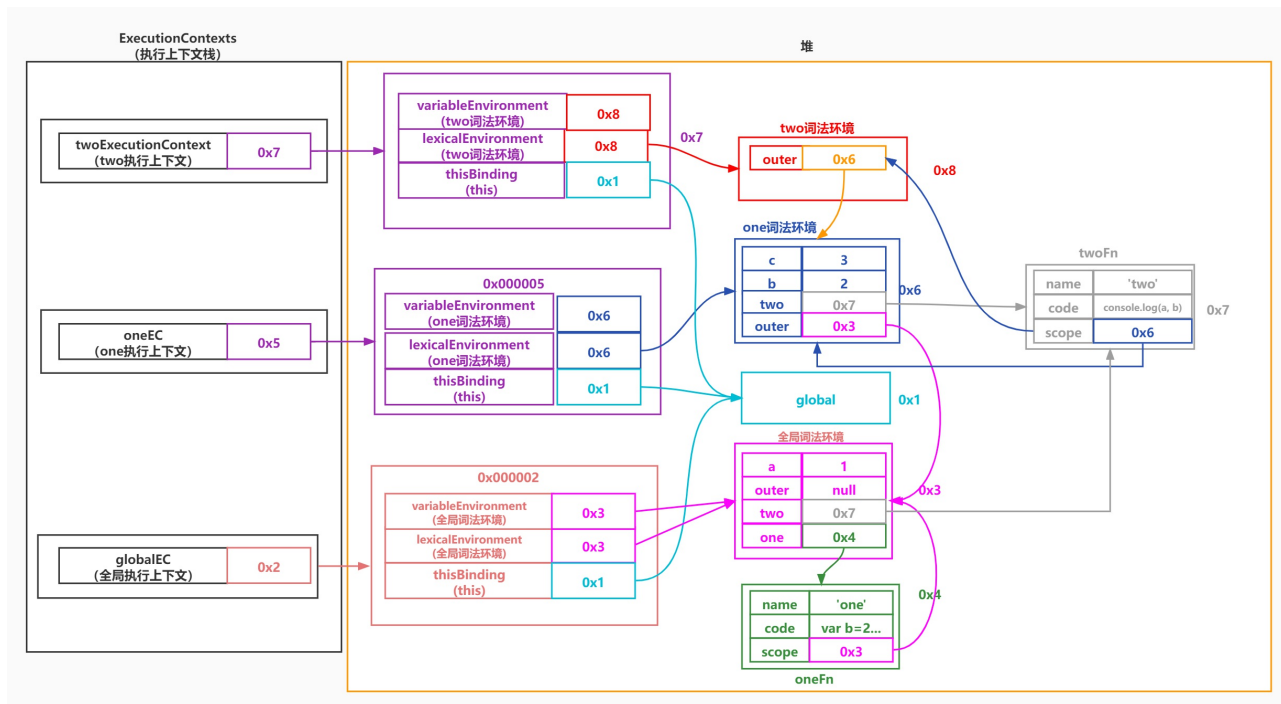 ExecutionContexts
（执行上下文栈）
堆
twoExecutionContext
（two执行上下文）
0x7
oneEC
（one执行上下文）
0x5
globalEC
（全局执行上下文）
0x2
variableEnvironment
(two词法环境)
0x8
lexicalEnvironment
(two词法环境)
0x8
thisBinding
(this)
0x1
0x7
0x000005
variableEnvironment
(one词法环境)
0x6
lexicalEnvironment
(one词法环境)
0x6
thisBinding
(this)
0x1
0x000002
variableEnvironment
(全局词法环境)
0x3
lexicalEnvironment
(全局词法环境)
0x3
thisBinding
(this)
0x1
two词法环境
outer 0x6
0x8
one词法环境
c 3
b 2
two 0x7
outer 0x3
0x6
global
0x1
全局词法环境
a 1
outer null
two 0x7
one 0x4
0x3
name 'one'
code var b=2...
scope 0x3
0x4
oneFn
twoFn
name 'two'
code console.log(a, b)
scope 0x6
0x7